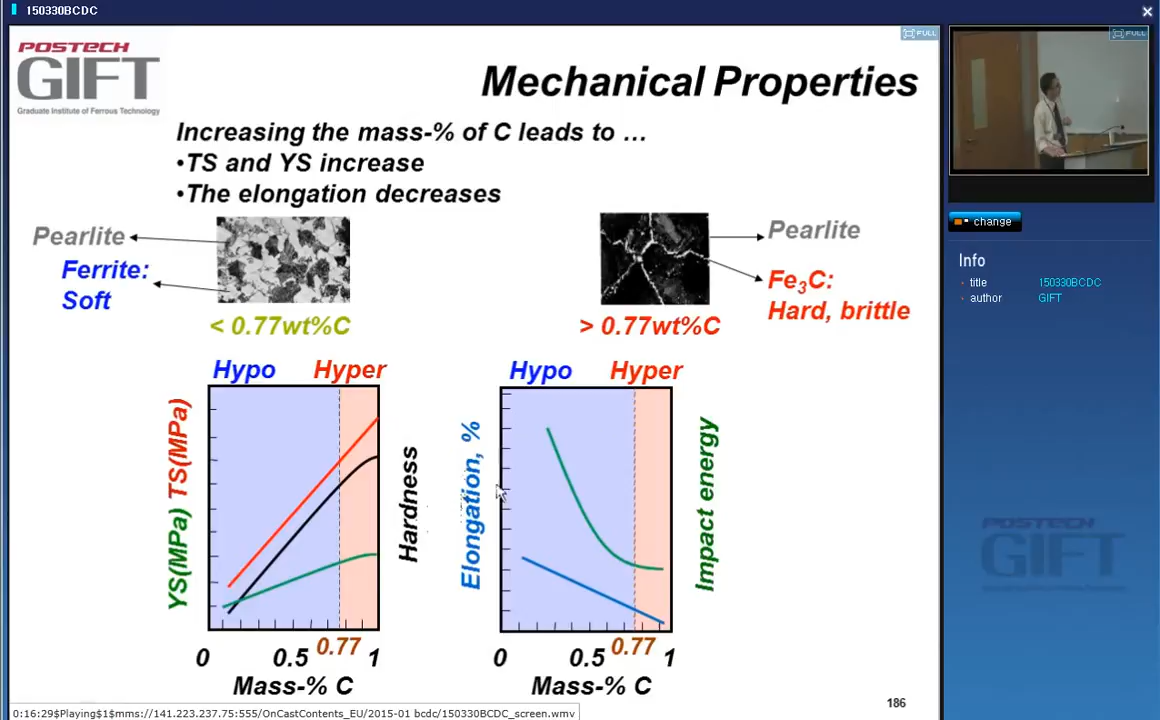 150330BCDC
POSTECH
GIFT
Graduate Institute of Ferrous Technology
FULL
FULL
Mechanical Properties
Increasing the mass-% of C leads to …
•TS and YS increase
•The elongation decreases
Pearlite
Ferrite:
Soft
< 0.77wt%C
Pearlite
Fe3C:
Hard, brittle
> 0.77wt%C
Hypo Hyper
YS(MPa) TS(MPa)
Hardness
0 0.5 0.77 1
Mass-% C
Hypo Hyper
Elongation, %
Impact energy
0 0.5 0.77 1
Mass-% C
186
change
Info
title 150330BCDC
author GIFT
POSTECH
GIFT
0:16:29$Playing$1$mms://141.223.237.75:555/OnCastContents_EU/2015-01 bcdc/150330BCDC_screen.wmv